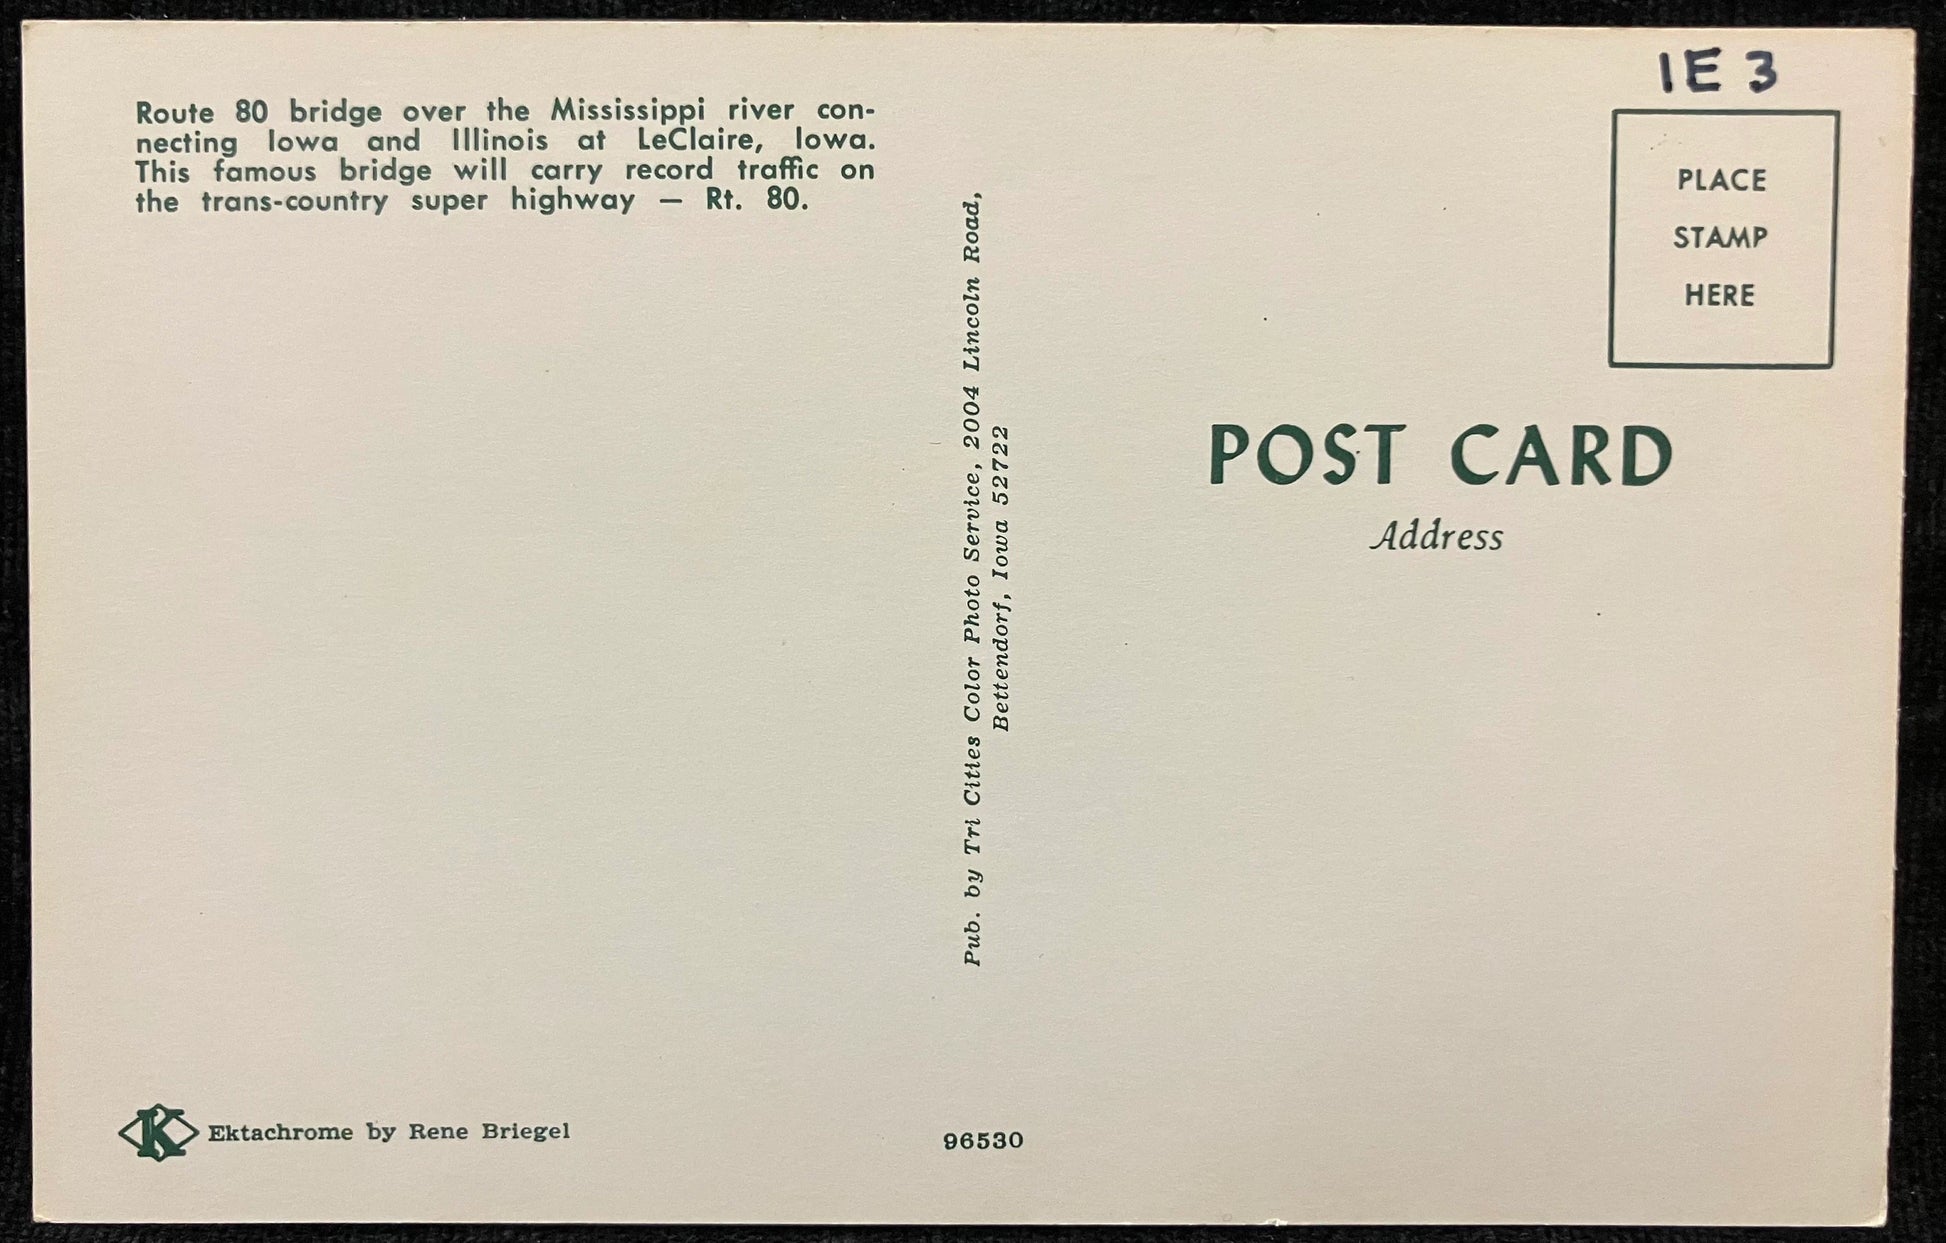 1E 3
Route 80 bridge over the Mississippi river con-
necting Iowa and Illinois at LeClaire, Iowa.
This famous bridge will carry record traffic on
the trans-country super highway — Rt. 80.
PLACE
STAMP
HERE
Pub. by Tri Cities Color Photo Service, 2004 Lincoln Road,
Bettendorf, Iowa 52722
POST CARD
Address
K
Ektachrome by Rene Briegel
96530